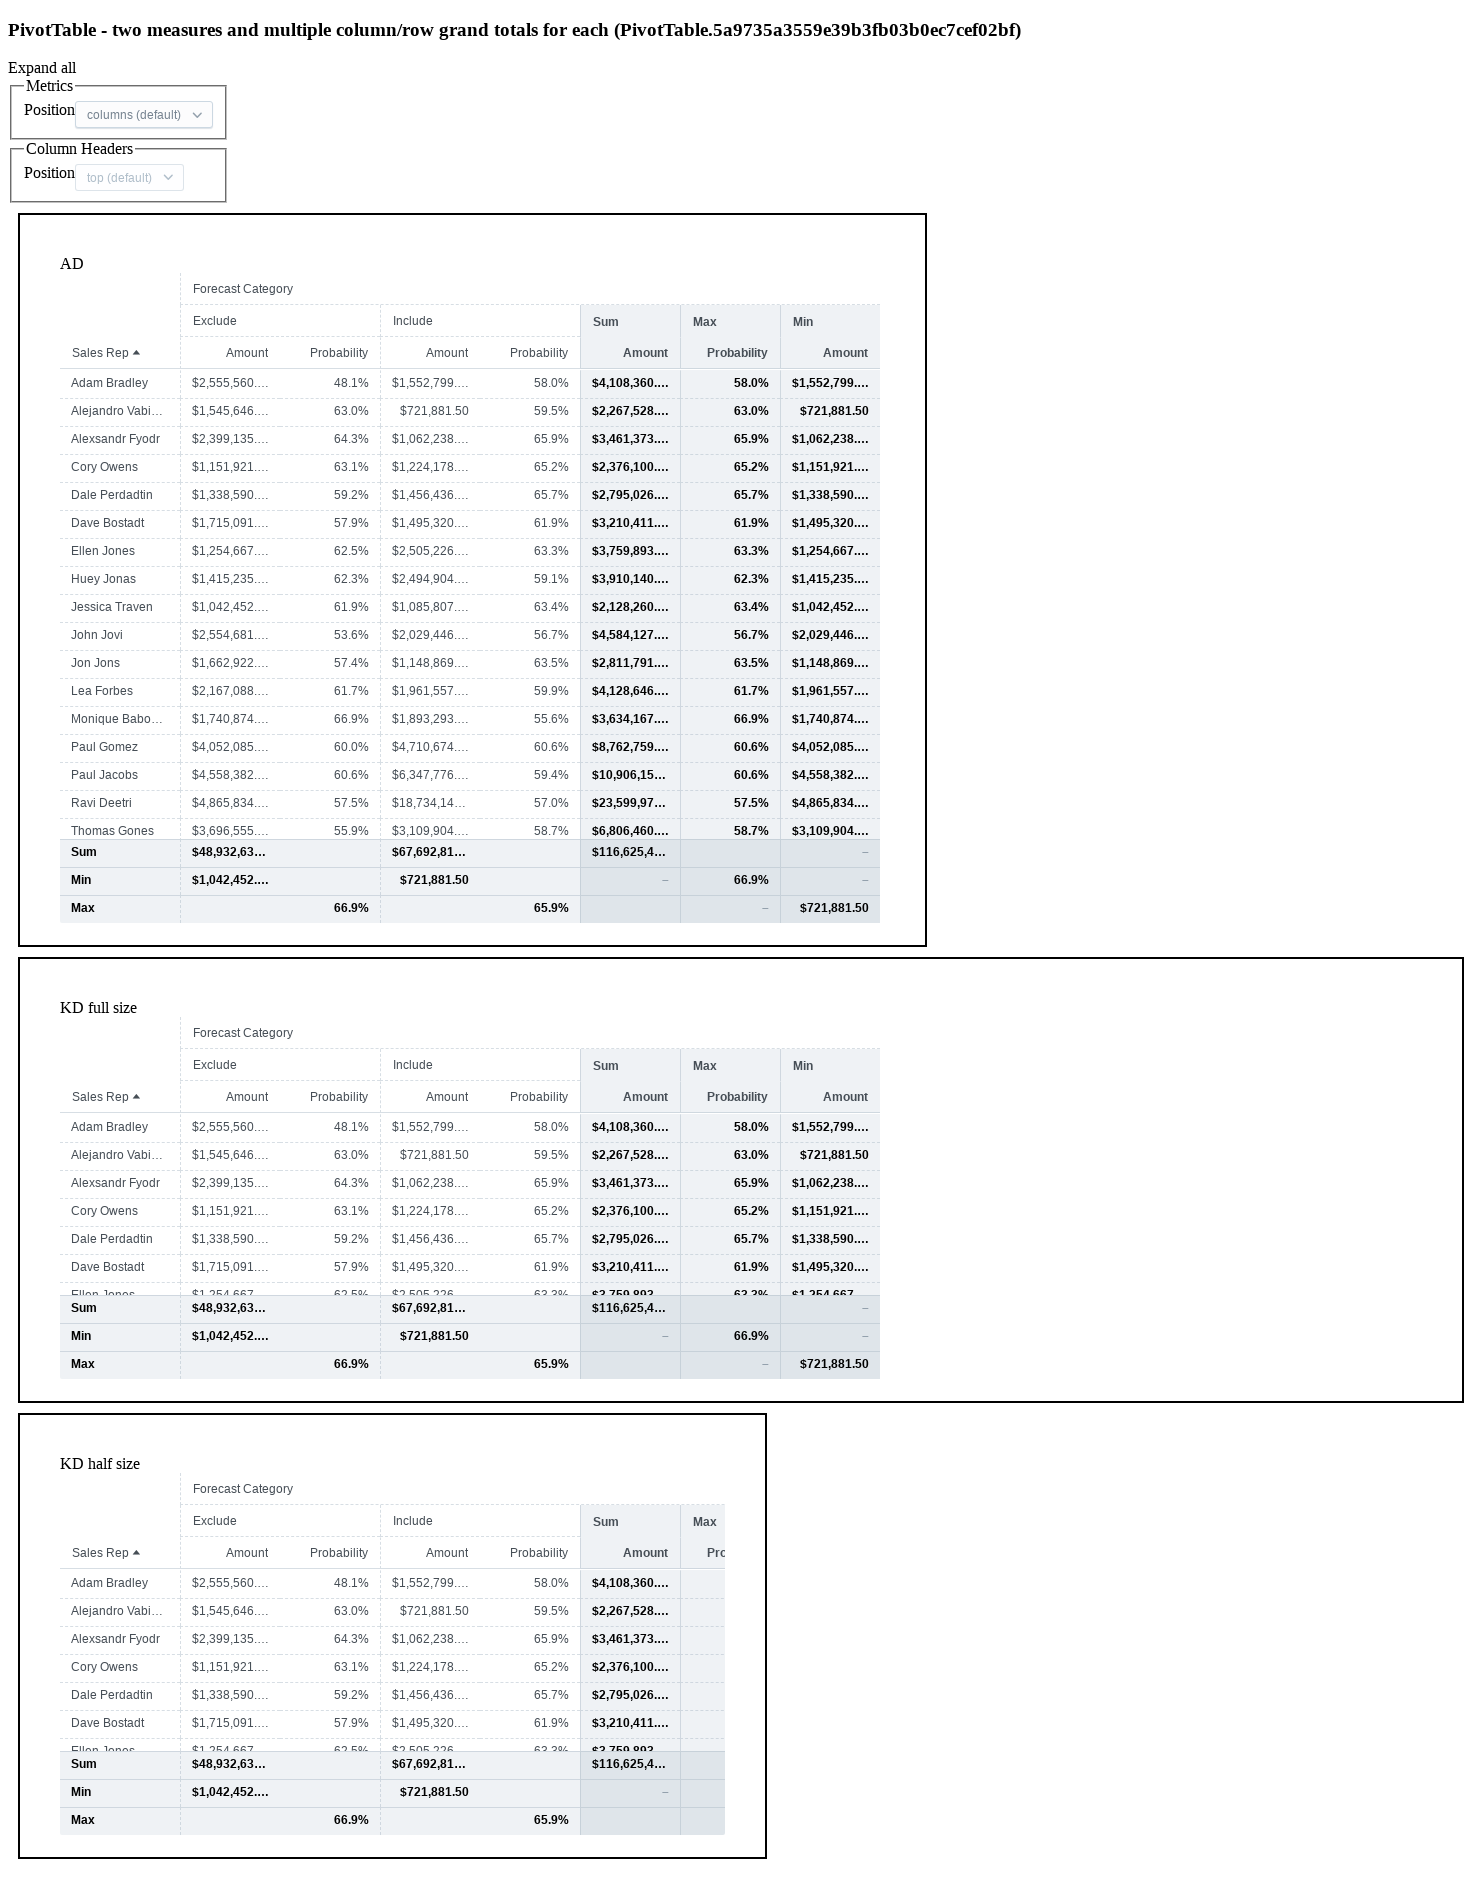 PivotTable - two measures and multiple column/row grand totals for each (PivotTable.5a9735a3559e39b3fb03b0ec7cef02bf)
Expand all
Metrics
Position columns (default)
Column Headers
Position top (default)
AD
Forecast Category
Exclude Include Sum Max Min
Sales Rep Amount Probability Amount Probability Amount Probability Amount
Adam Bradley $2,555,560.… 48.1% $1,552,799.… 58.0% $4,108,360.… 58.0% $1,552,799.…
Alejandro Vabi… $1,545,646.… 63.0% $721,881.50 59.5% $2,267,528.… 63.0% $721,881.50
Alexsandr Fyodr $2,399,135.… 64.3% $1,062,238.… 65.9% $3,461,373.… 65.9% $1,062,238.…
Cory Owens $1,151,921.… 63.1% $1,224,178.… 65.2% $2,376,100.… 65.2% $1,151,921.…
Dale Perdadtin $1,338,590.… 59.2% $1,456,436.… 65.7% $2,795,026.… 65.7% $1,338,590.…
Dave Bostadt $1,715,091.… 57.9% $1,495,320.… 61.9% $3,210,411.… 61.9% $1,495,320.…
Ellen Jones $1,254,667.… 62.5% $2,505,226.… 63.3% $3,759,893.… 63.3% $1,254,667.…
Huey Jonas $1,415,235.… 62.3% $2,494,904.… 59.1% $3,910,140.… 62.3% $1,415,235.…
Jessica Traven $1,042,452.… 61.9% $1,085,807.… 63.4% $2,128,260.… 63.4% $1,042,452.…
John Jovi $2,554,681.… 53.6% $2,029,446.… 56.7% $4,584,127.… 56.7% $2,029,446.…
Jon Jons $1,662,922.… 57.4% $1,148,869.… 63.5% $2,811,791.… 63.5% $1,148,869.…
Lea Forbes $2,167,088.… 61.7% $1,961,557.… 59.9% $4,128,646.… 61.7% $1,961,557.…
Monique Babo… $1,740,874.… 66.9% $1,893,293.… 55.6% $3,634,167.… 66.9% $1,740,874.…
Paul Gomez $4,052,085.… 60.0% $4,710,674.… 60.6% $8,762,759.… 60.6% $4,052,085.…
Paul Jacobs $4,558,382.… 60.6% $6,347,776.… 59.4% $10,906,15… 60.6% $4,558,382.…
Ravi Deetri $4,865,834.… 57.5% $18,734,14… 57.0% $23,599,97… 57.5% $4,865,834.…
Thomas Gones $3,696,555.… 55.9% $3,109,904.… 58.7% $6,806,460.… 58.7% $3,109,904.…
Sum $48,932,63… $67,692,81… $116,625,4… –
Min $1,042,452.… $721,881.50 – 66.9% –
Max 66.9% 65.9% – $721,881.50
KD full size
Forecast Category
Exclude Include Sum Max Min
Sales Rep Amount Probability Amount Probability Amount Probability Amount
Adam Bradley $2,555,560.… 48.1% $1,552,799.… 58.0% $4,108,360.… 58.0% $1,552,799.…
Alejandro Vabi… $1,545,646.… 63.0% $721,881.50 59.5% $2,267,528.… 63.0% $721,881.50
Alexsandr Fyodr $2,399,135.… 64.3% $1,062,238.… 65.9% $3,461,373.… 65.9% $1,062,238.…
Cory Owens $1,151,921.… 63.1% $1,224,178.… 65.2% $2,376,100.… 65.2% $1,151,921.…
Dale Perdadtin $1,338,590.… 59.2% $1,456,436.… 65.7% $2,795,026.… 65.7% $1,338,590.…
Dave Bostadt $1,715,091.… 57.9% $1,495,320.… 61.9% $3,210,411.… 61.9% $1,495,320.…
Ellen Jones $1,254,667 62.5% $2,505,226 63.3% $3,759,893 63.3% $1,254,667
Sum $48,932,63… $67,692,81… $116,625,4… –
Min $1,042,452.… $721,881.50 – 66.9% –
Max 66.9% 65.9% – $721,881.50
KD half size
Forecast Category
Exclude Include Sum Max
Sales Rep Amount Probability Amount Probability Amount Pro
Adam Bradley $2,555,560.… 48.1% $1,552,799.… 58.0% $4,108,360.…
Alejandro Vabi… $1,545,646.… 63.0% $721,881.50 59.5% $2,267,528.…
Alexsandr Fyodr $2,399,135.… 64.3% $1,062,238.… 65.9% $3,461,373.…
Cory Owens $1,151,921.… 63.1% $1,224,178.… 65.2% $2,376,100.…
Dale Perdadtin $1,338,590.… 59.2% $1,456,436.… 65.7% $2,795,026.…
Dave Bostadt $1,715,091.… 57.9% $1,495,320.… 61.9% $3,210,411.…
Ellen Jones $1,254,667 62.5% $2,505,226 63.3% $3,759,893
Sum $48,932,63… $67,692,81… $116,625,4…
Min $1,042,452.… $721,881.50 –
Max 66.9% 65.9%